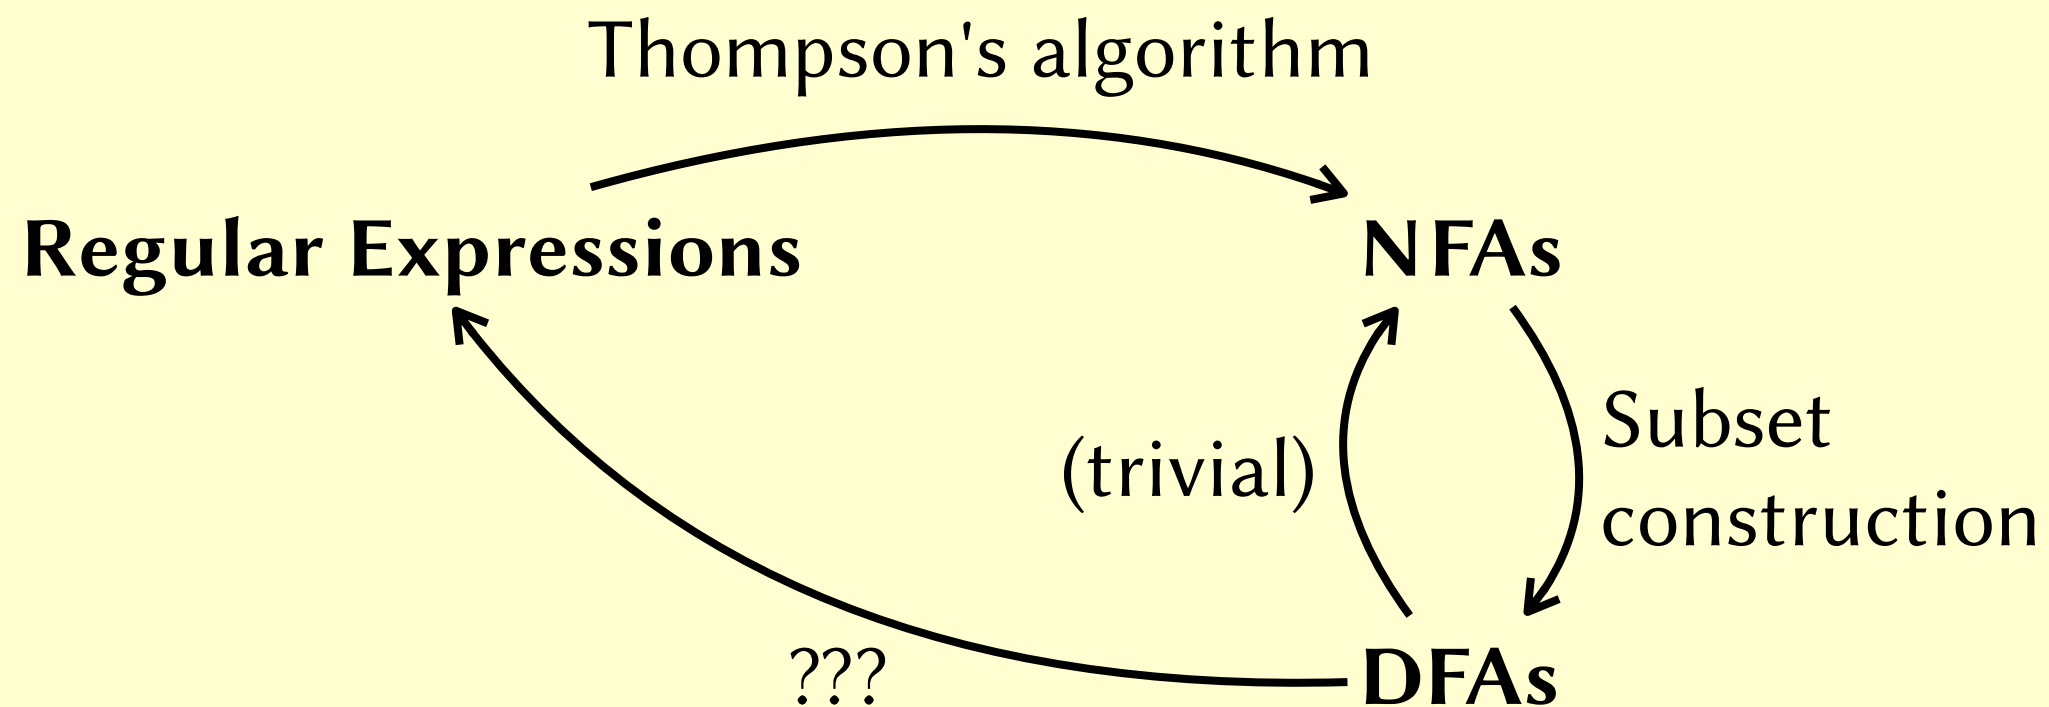 Thompson's algorithm
Regular Expressions
NFAs
(trivial)
Subset
construction
???
DFAs